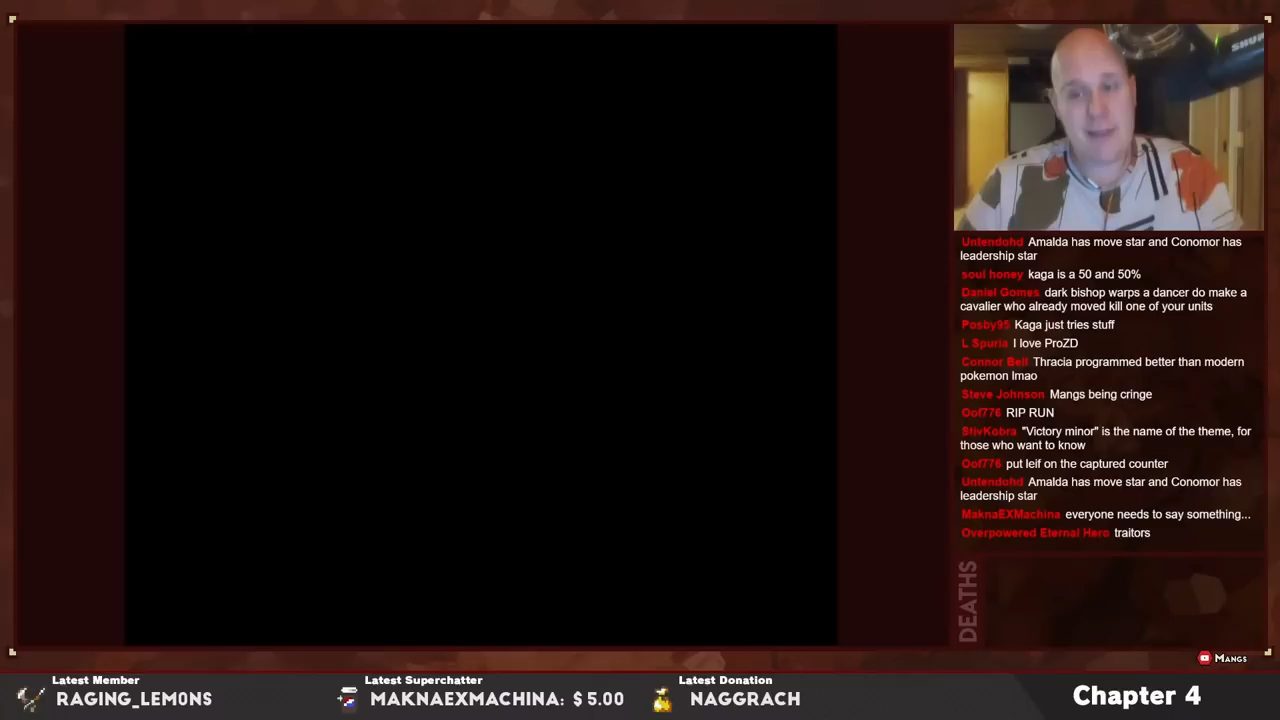 SHUR
Untendohd Amalda has move star and Conomor has
leadership star
soul honey kaga is a 50 and 50%
Daniel Gomes dark bishop warps a dancer do make a
cavalier who already moved kill one of your units
Posby95 Kaga just tries stuff
L Spuria I love ProZD
Connor Bell Thracia programmed better than modern
pokemon lmao
Steve Johnson Mangs being cringe
Oof776 RIP RUN
StivKobra "Victory minor" is the name of the theme, for
those who want to know
Oof776 put leif on the captured counter
Untendohd Amalda has move star and Conomor has
leadership star
MaknaEXMachina everyone needs to say something...
Overpowered Eternal Hero traitors
DEATHS
MANGS
Latest Member
RAGING_LEM0NS
Latest Superchatter
MAKNAEXMACHINA: $ 5.00
Latest Donation
NAGGRACH
Chapter 4